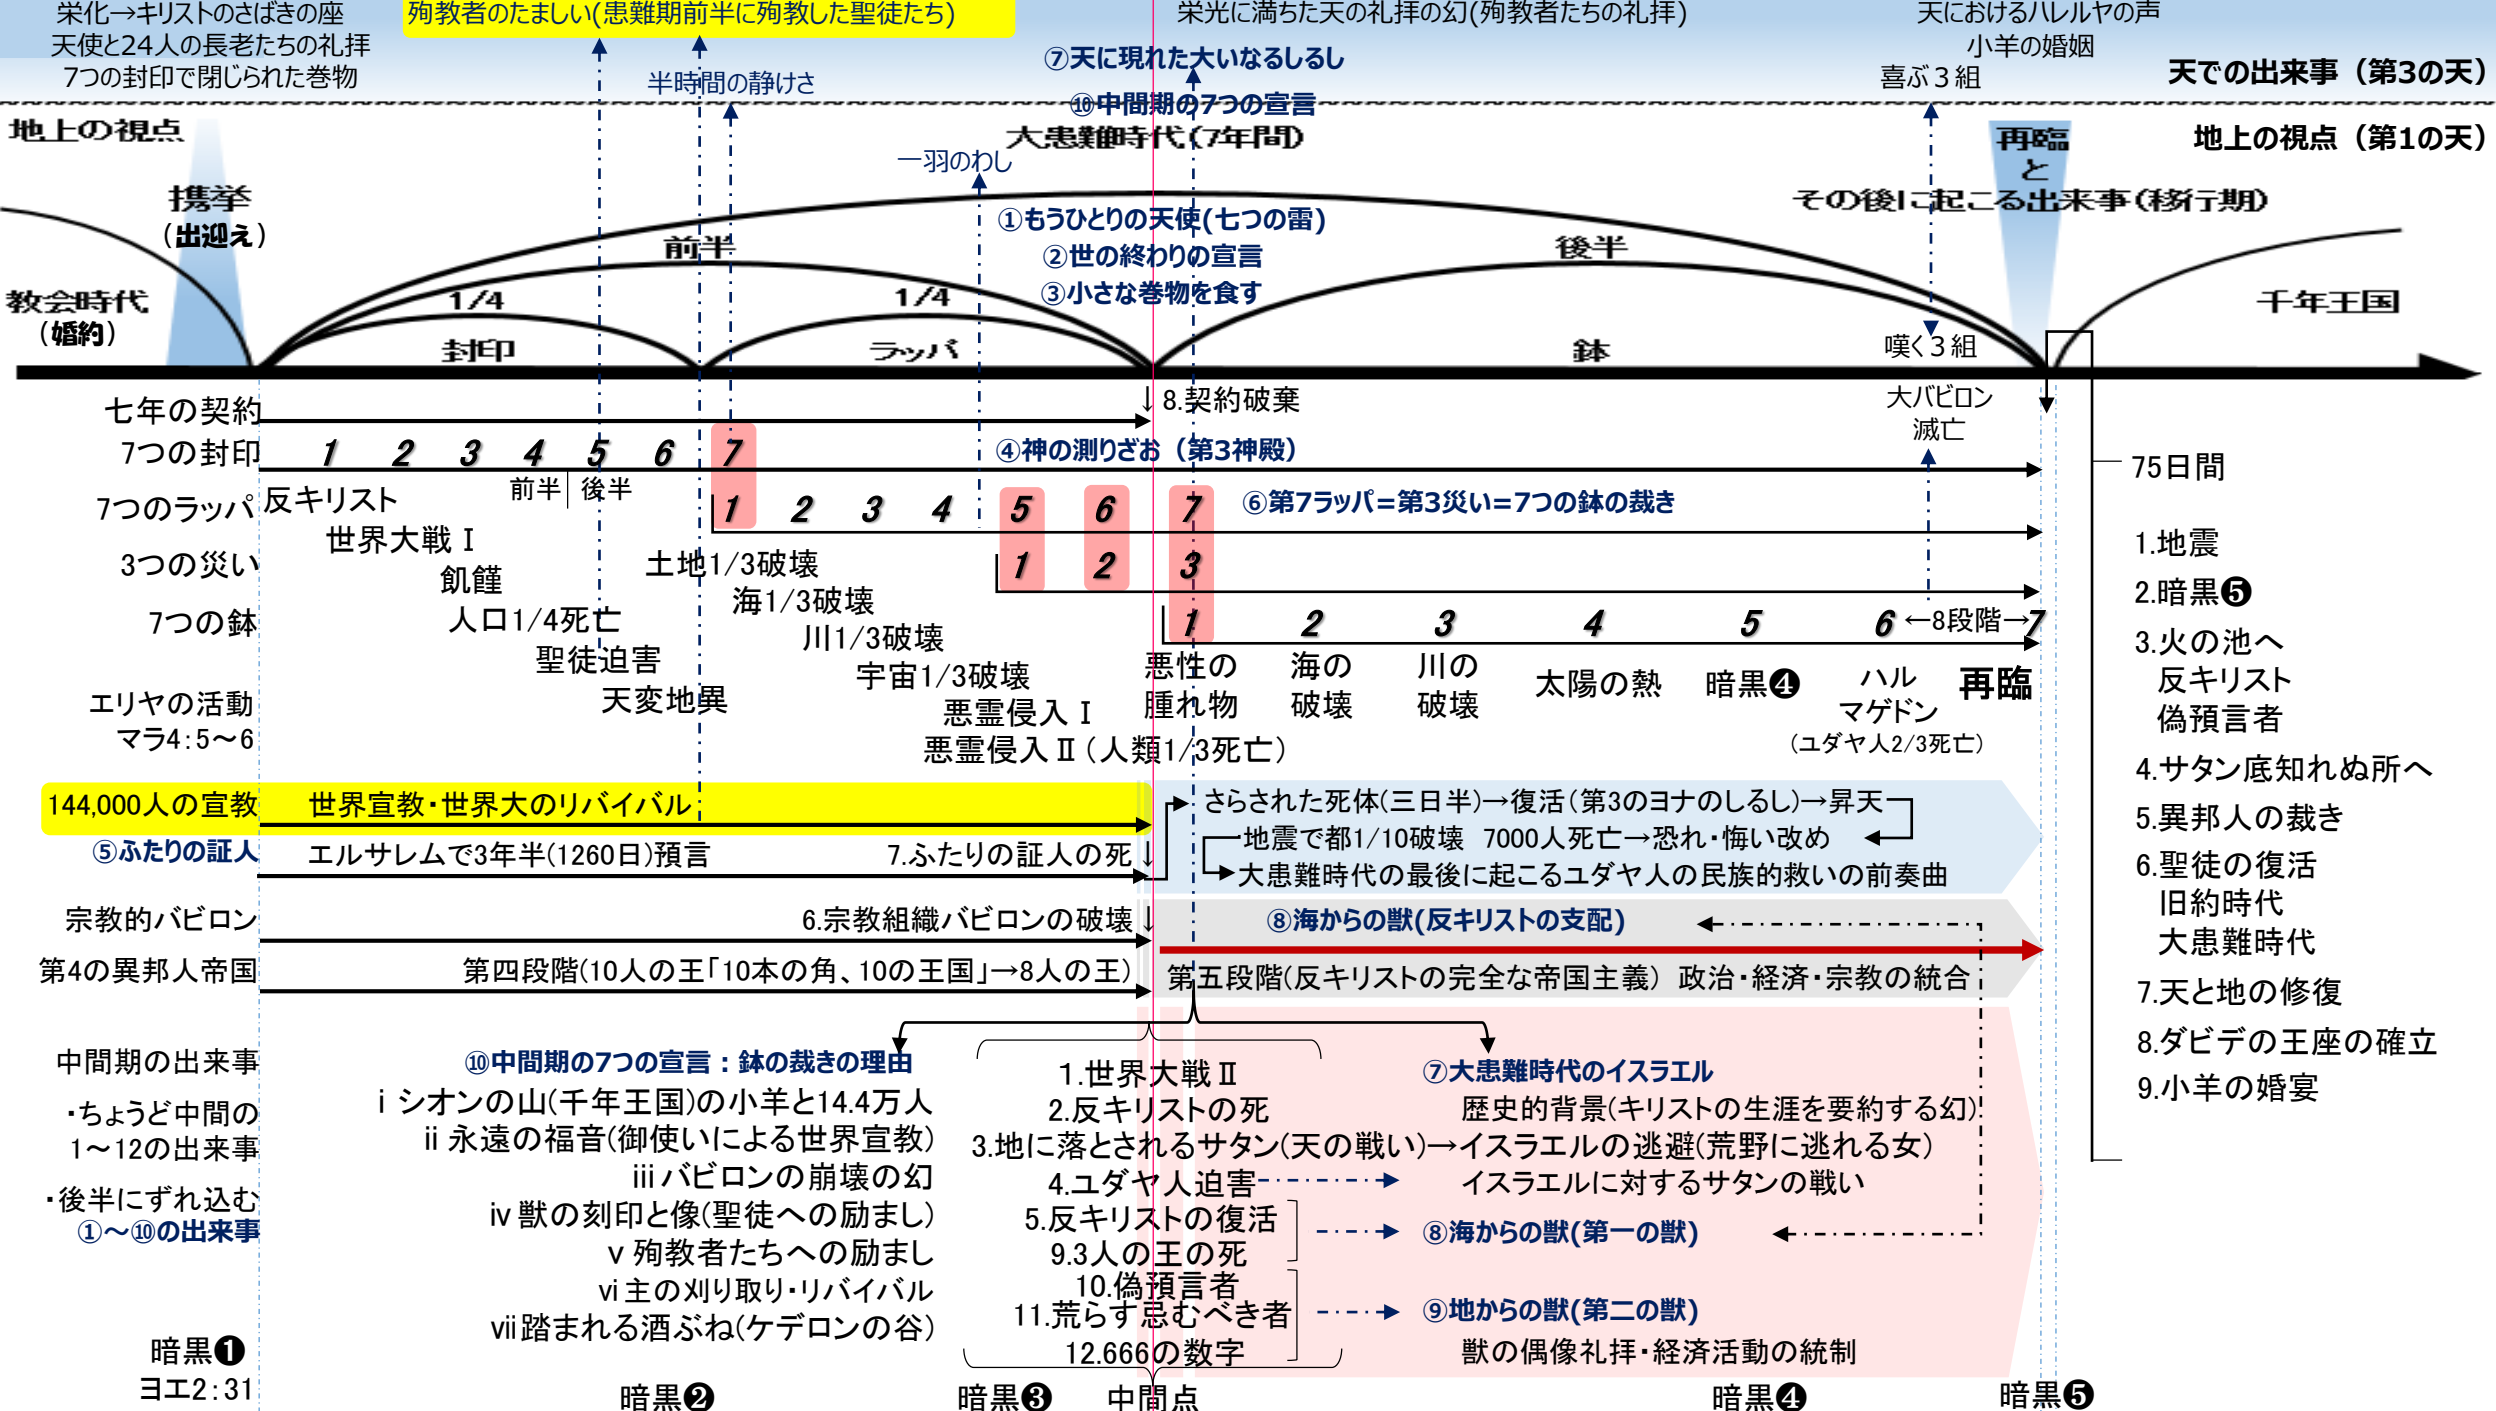 栄化→キリストのさばきの座
天使と24人の長老たちの礼拝
7つの封印で閉じられた巻物
殉教者のたましい(患難期前半に殉教した聖徒たち)
栄光に満ちた天の礼拝の幻(殉教者たちの礼拝)
天におけるハレルヤの声
小羊の婚姻
喜ぶ3組
天での出来事（第3の天）
半時間の静けさ
⑦天に現れた大いなるしるし
⑩中間期の7つの宣言
地上の視点
大患難時代(7年間)
地上の視点（第1の天）
一羽のわし
携挙
(出迎え)
再臨
と
その後に起こる出来事(移行期)
①もうひとりの天使(七つの雷)
②世の終わりの宣言
③小さな巻物を食す
前半
後半
教会時代
(婚約)
1/4
1/4
千年王国
封印
ラッパ
鉢
嘆く3組
七年の契約
↓8.契約破棄
大バビロン
滅亡
7つの封印
1 2 3 4 5 6 7
④神の測りざお（第3神殿）
前半 後半
7つのラッパ
1 2 3 4 5 6 7
⑥第7ラッパ=第3災い=7つの鉢の裁き
3つの災い
1 2 3
7つの鉢
1 2 3 4 5 6 ←8段階→7
反キリスト
世界大戦Ⅰ
飢饉
人口1/4死亡
聖徒迫害
天変地異
土地1/3破壊
海1/3破壊
川1/3破壊
宇宙1/3破壊
悪霊侵入Ⅰ
悪霊侵入Ⅱ(人類1/3死亡)
悪性の
腫れ物
海の
破壊
川の
破壊
太陽の熱
暗黒❹
ハル
マゲドン
(ユダヤ人2/3死亡)
再臨
エリヤの活動
マラ4:5～6
144,000人の宣教
世界宣教・世界大のリバイバル
⑤ふたりの証人
エルサレムで3年半(1260日)預言
7.ふたりの証人の死↓
さらされた死体(三日半)→復活(第3のヨナのしるし)→昇天
地震で都1/10破壊 7000人死亡→恐れ・悔い改め
大患難時代の最後に起こるユダヤ人の民族的救いの前奏曲
宗教的バビロン
6.宗教組織バビロンの破壊↓
⑧海からの獣(反キリストの支配)
第4の異邦人帝国
第四段階(10人の王「10本の角、10の王国」→8人の王)
第五段階(反キリストの完全な帝国主義) 政治・経済・宗教の統合
中間期の出来事
・ちょうど中間の
1～12の出来事
・後半にずれ込む
①～⑩の出来事
⑩中間期の7つの宣言：鉢の裁きの理由
ⅰシオンの山(千年王国)の小羊と14.4万人
ⅱ永遠の福音(御使いによる世界宣教)
ⅲバビロンの崩壊の幻
ⅳ獣の刻印と像(聖徒への励まし)
ⅴ殉教者たちへの励まし
ⅵ主の刈り取り・リバイバル
ⅶ踏まれる酒ぶね(ケデロンの谷)
1.世界大戦Ⅱ
2.反キリストの死
3.地に落とされるサタン(天の戦い)→イスラエルの逃避(荒野に逃れる女)
4.ユダヤ人迫害
5.反キリストの復活
9.3人の王の死
10.偽預言者
11.荒らす忌むべき者
12.666の数字
⑦大患難時代のイスラエル
歴史的背景(キリストの生涯を要約する幻)
イスラエルに対するサタンの戦い
⑧海からの獣(第一の獣)
⑨地からの獣(第二の獣)
獣の偶像礼拝・経済活動の統制
75日間
1.地震
2.暗黒❺
3.火の池へ
反キリスト
偽預言者
4.サタン底知れぬ所へ
5.異邦人の裁き
6.聖徒の復活
旧約時代
大患難時代
7.天と地の修復
8.ダビデの王座の確立
9.小羊の婚宴
暗黒❶
ヨエ2:31
暗黒❷
暗黒❸
中間点
暗黒❹
暗黒❺